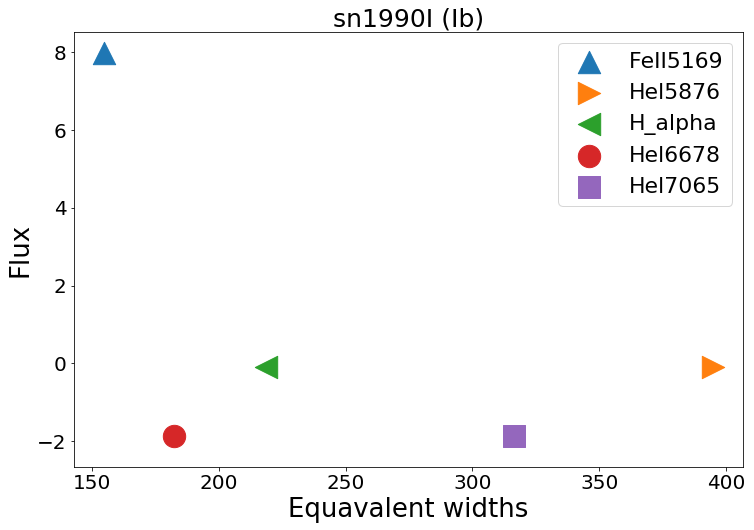 sn1990I (Ib)
8
6
4
2
0
−2
Flux
FeII5169
HeI5876
H_alpha
HeI6678
HeI7065
150 200 250 300 350 400
Equavalent widths